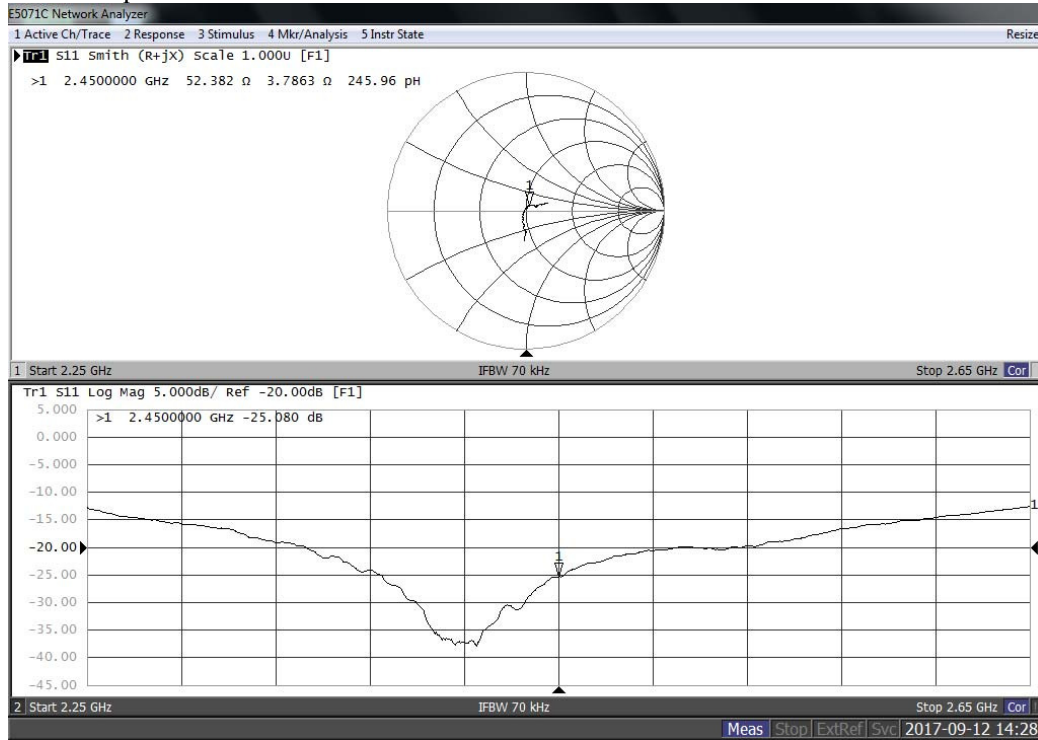 E5071C Network Analyzer
1 Active Ch/Trace 2 Response 3 Stimulus 4 Mkr/Analysis 5 Instr State Resize
Tr1 S11 Smith (R+jX) Scale 1.000U [F1]
>1 2.4500000 GHz 52.382 Ω 3.7863 Ω 245.96 pH
1
1 Start 2.25 GHz IFBW 70 kHz Stop 2.65 GHz Cor
Tr1 S11 Log Mag 5.000dB/ Ref -20.00dB [F1]
5.000
>1 2.4500000 GHz -25.080 dB
0.000
-5.000
-10.00
1
-15.00
-20.00
1
-25.00
-30.00
-35.00
-40.00
-45.00
2 Start 2.25 GHz IFBW 70 kHz Stop 2.65 GHz Cor !
Meas Stop ExtRef Svc 2017-09-12 14:28